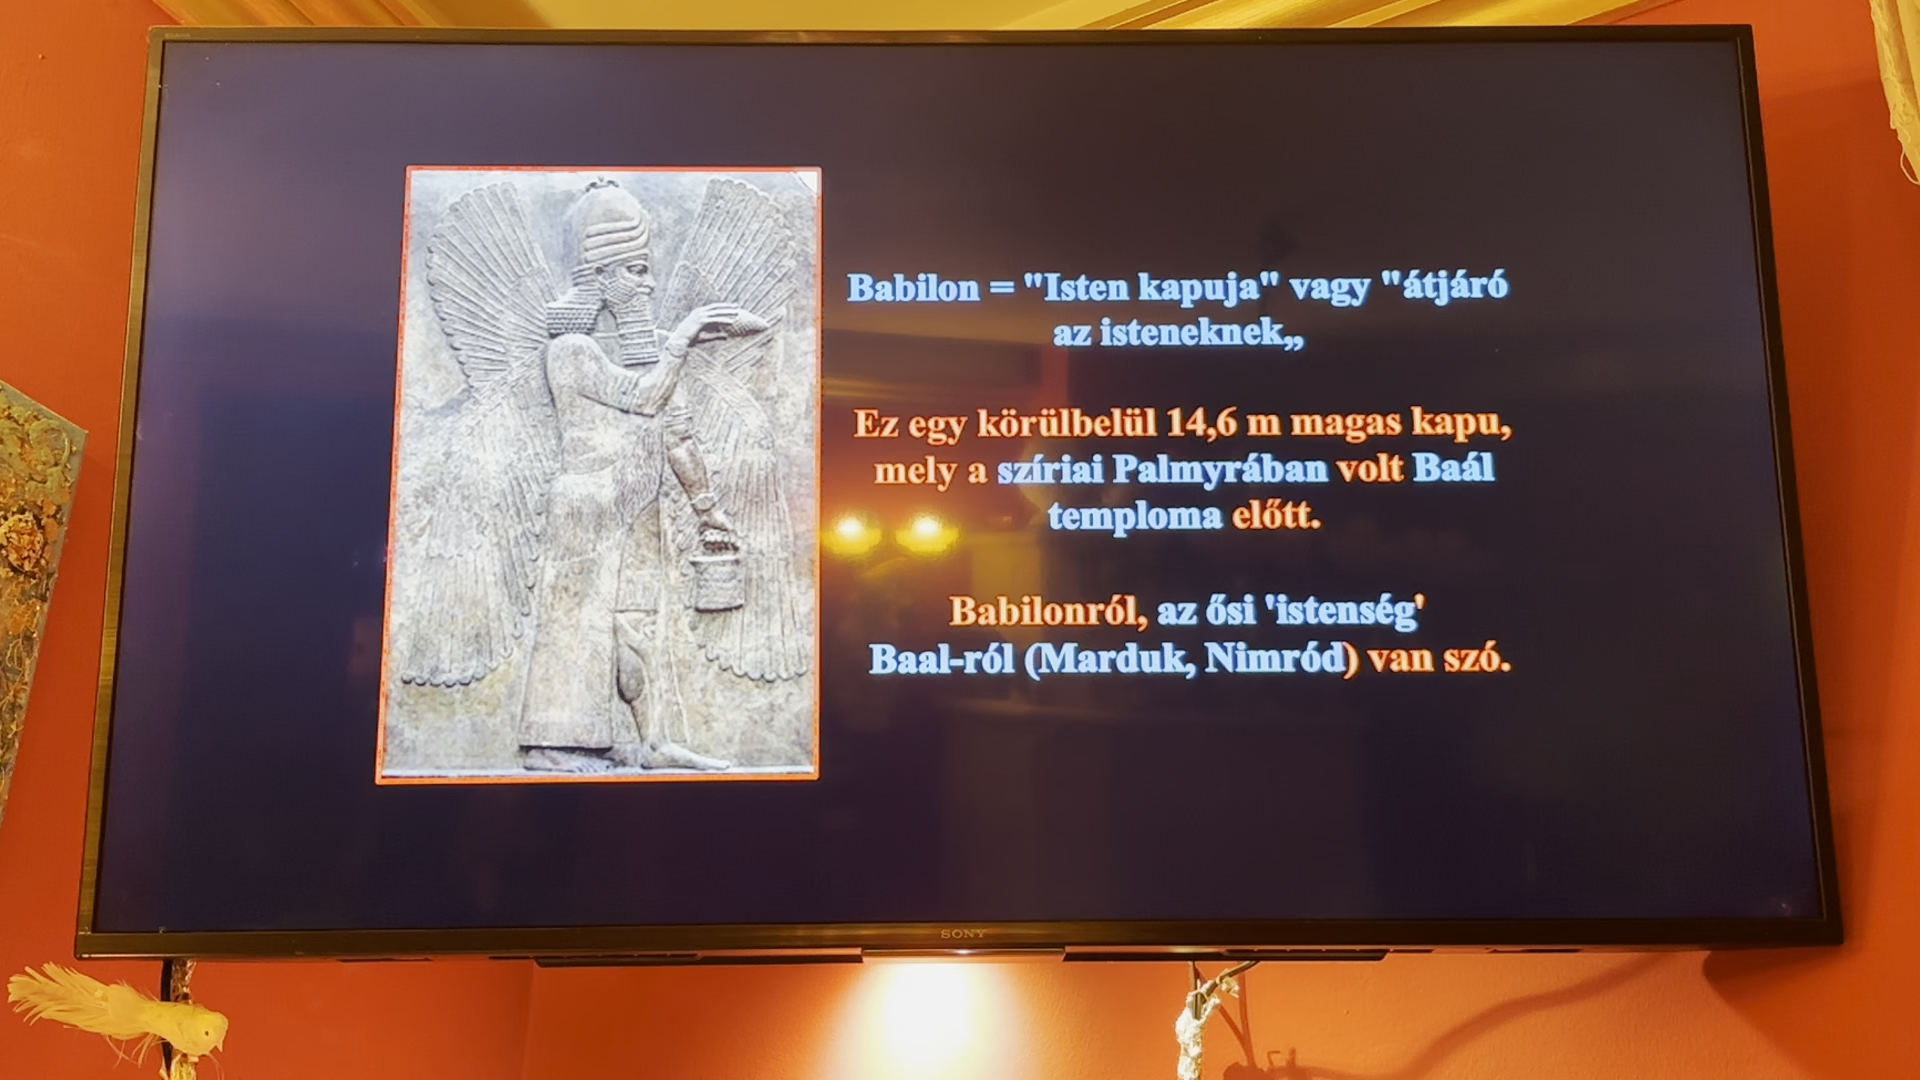 Babilon = "Isten kapuja" vagy "átjáró
az isteneknek„
Ez egy körülbelül 14,6 m magas kapu,
mely a szíriai Palmyrában volt Baál
temploma előtt.
Babilonról, az ősi 'istenség'
Baal-ról (Marduk, Nimród) van szó.
SONY